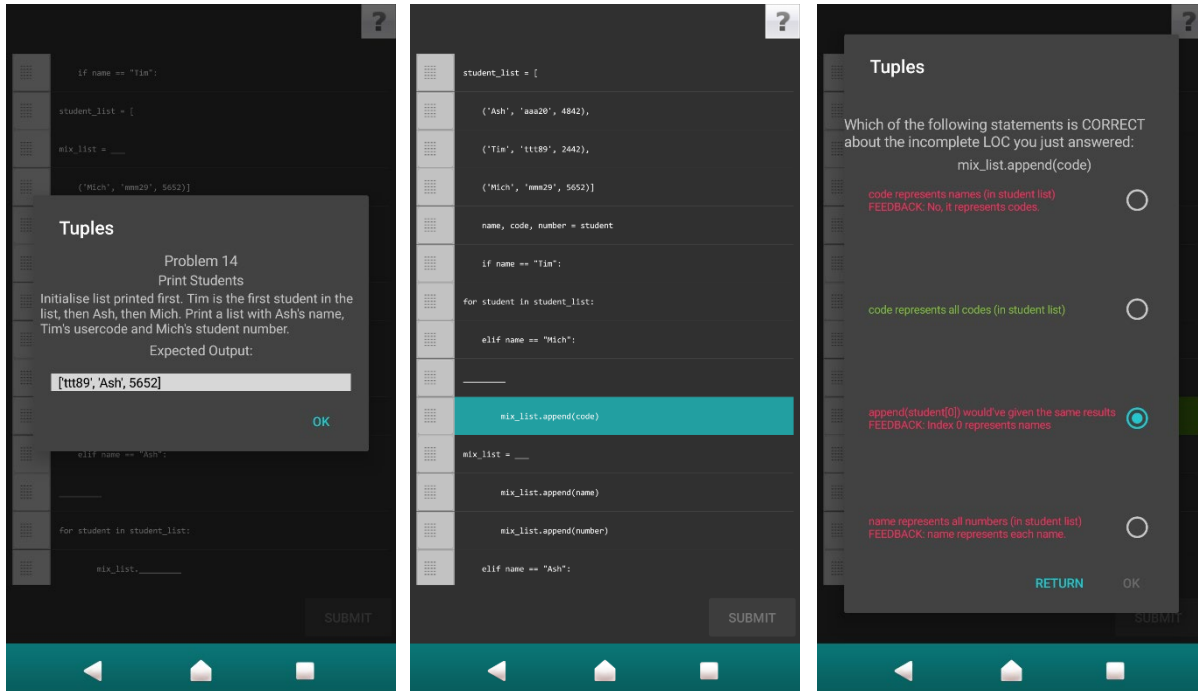 ?
if name == "Tim":
student_list = [
mix_list = ___
('Mich', 'mmm29', 5652)]
Tuples
Problem 14
Print Students
Initialise list printed first. Tim is the first student in the
list, then Ash, then Mich. Print a list with Ash's name,
Tim's usercode and Mich's student number.
Expected Output:
['ttt89', 'Ash', 5652]
OK
elif name == "Ash":
________
for student in student_list:
mix_list.________
SUBMIT
?
student_list = [
('Ash', 'aaa20', 4842),
('Tim', 'ttt89', 2442),
('Mich', 'mmm29', 5652)]
name, code, number = student
if name == "Tim":
for student in student_list:
elif name == "Mich":
________
mix_list.append(code)
mix_list = ___
mix_list.append(name)
mix_list.append(number)
elif name == "Ash":
SUBMIT
?
Tuples
Which of the following statements is CORRECT
about the incomplete LOC you just answered:
mix_list.append(code)
code represents names (in student list)
FEEDBACK: No, it represents codes.
code represents all codes (in student list)
append(student[0]) would've given the same results
FEEDBACK: Index 0 represents names
name represents all numbers (in student list)
FEEDBACK: name represents each name.
RETURN OK
SUBMIT